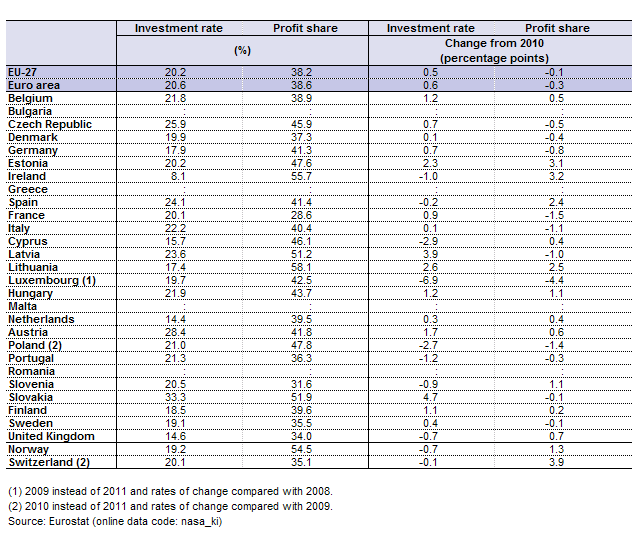 Investment rate Profit share Investment rate Profit share
(%) Change from 2010
(percentage points)
EU-27 20.2 38.2 0.5 -0.1
Euro area 20.6 38.6 0.6 -0.3
Belgium 21.8 38.9 1.2 0.5
Bulgaria : : : :
Czech Republic 25.9 45.9 0.7 -0.5
Denmark 19.9 37.3 0.1 -0.4
Germany 17.9 41.3 0.7 -0.8
Estonia 20.2 47.6 2.3 3.1
Ireland 8.1 55.7 -1.0 3.2
Greece : : : :
Spain 24.1 41.4 -0.2 2.4
France 20.1 28.6 0.9 -1.5
Italy 22.2 40.4 0.1 -1.1
Cyprus 15.7 46.1 -2.9 0.4
Latvia 23.6 51.2 3.9 -1.0
Lithuania 17.4 58.1 2.6 2.5
Luxembourg (1) 19.7 42.5 -6.9 -4.4
Hungary 21.9 43.7 1.2 1.1
Malta : : : :
Netherlands 14.4 39.5 0.3 0.4
Austria 28.4 41.8 1.7 0.6
Poland (2) 21.0 47.8 -2.7 -1.4
Portugal 21.3 36.3 -1.2 -0.3
Romania : : : :
Slovenia 20.5 31.6 -0.9 1.1
Slovakia 33.3 51.9 4.7 -0.1
Finland 18.5 39.6 1.1 0.2
Sweden 19.1 35.5 0.4 -0.1
United Kingdom 14.6 34.0 -0.7 0.7
Norway 19.2 54.5 -0.7 1.3
Switzerland (2) 20.1 35.1 -0.1 3.9
(1) 2009 instead of 2011 and rates of change compared with 2008.
(2) 2010 instead of 2011 and rates of change compared with 2009.
Source: Eurostat (online data code: nasa_ki)